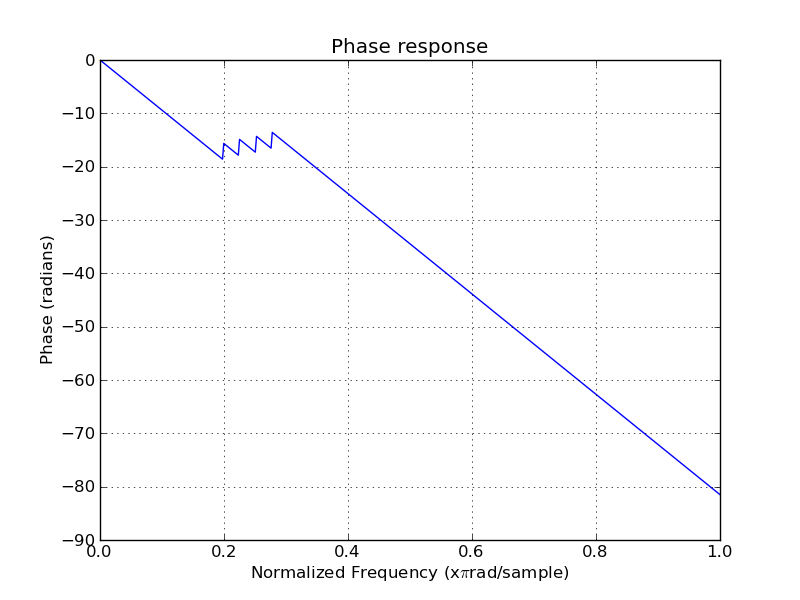 Phase response
Phase (radians)
0
−10
−20
−30
−40
−50
−60
−70
−80
−90
0.0 0.2 0.4 0.6 0.8 1.0
Normalized Frequency (xπrad/sample)